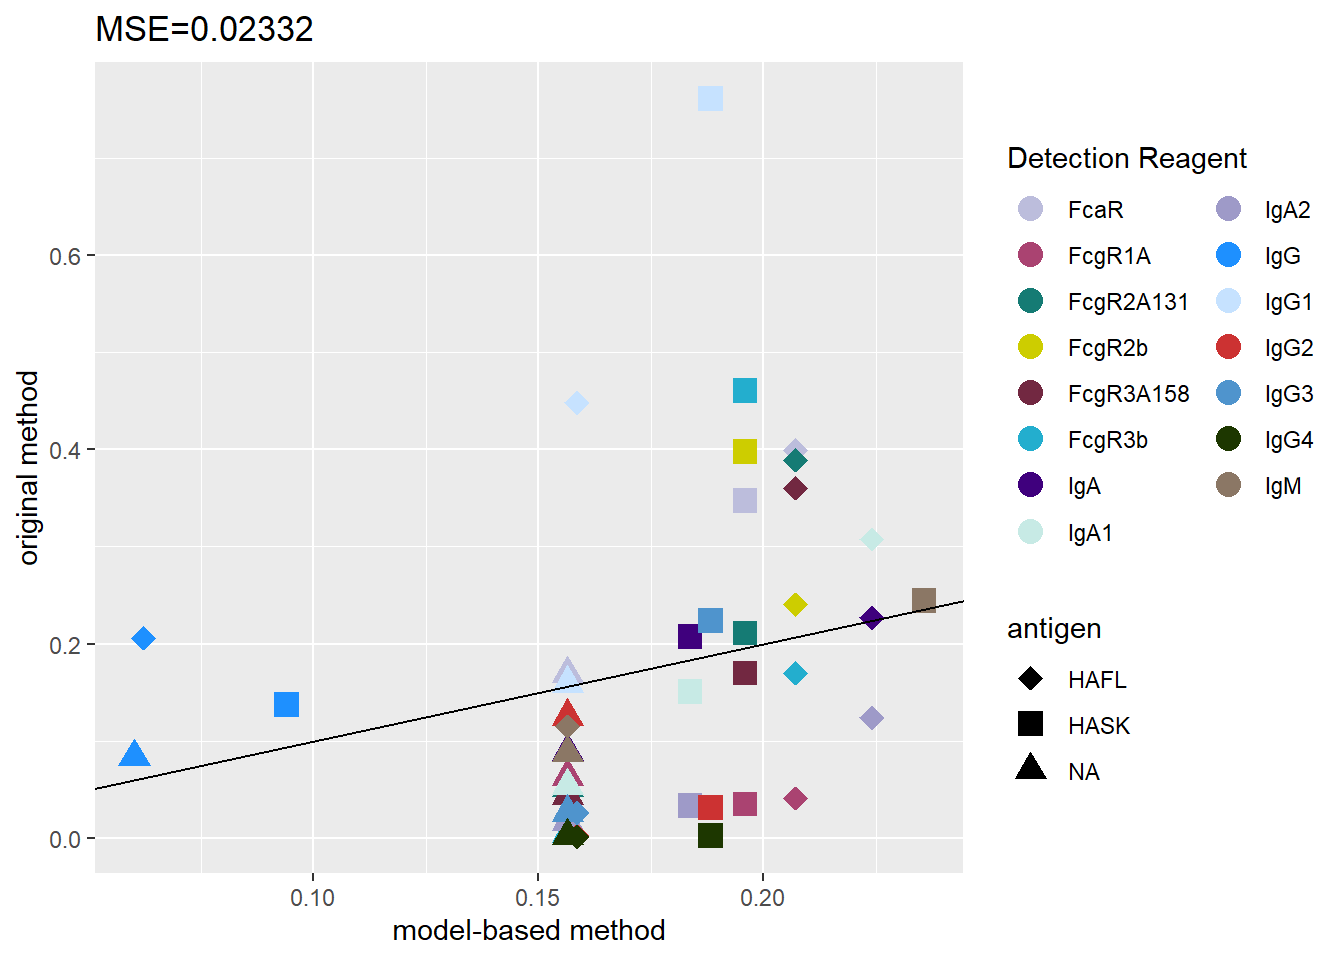 MSE=0.02332
original method
0.6
0.4
0.2
0.0
0.10
0.15
0.20
model-based method
Detection Reagent
FcaR
FcgR1A
FcgR2A131
FcgR2b
FcgR3A158
FcgR3b
IgA
IgA1
IgA2
IgG
IgG1
IgG2
IgG3
IgG4
IgM
antigen
HAFL
HASK
NA